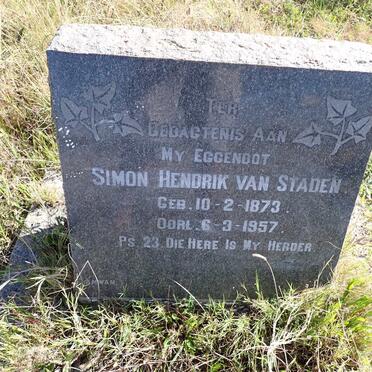 TER
GEDAGTENIS AAN
MY EGGENOOT
SIMON HENDRIK VAN STADEN
GEB. 10-2-1873
OORL. 6-3-1957
PS. 23 DIE HERE IS MY HERDER